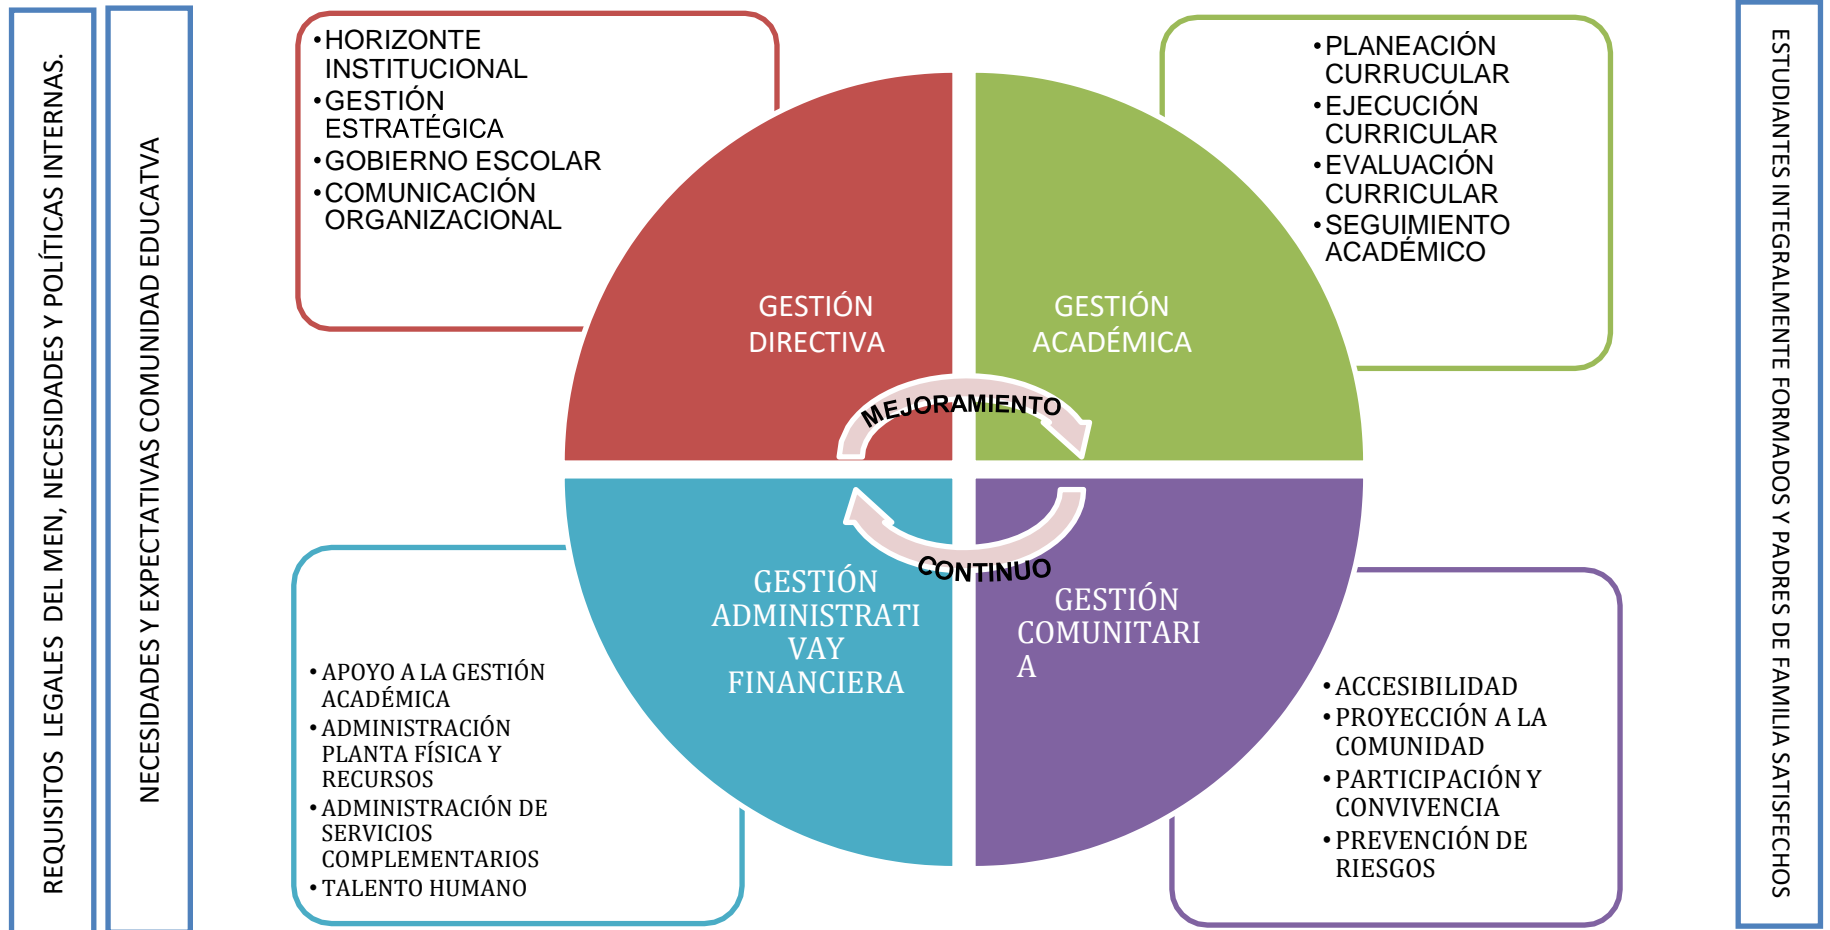 REQUISITOS LEGALES DEL MEN, NECESIDADES Y POLÍTICAS INTERNAS.
NECESIDADES Y EXPECTATIVAS COMUNIDAD EDUCATVA
•HORIZONTE
INSTITUCIONAL
•GESTIÓN
ESTRATÉGICA
•GOBIERNO ESCOLAR
•COMUNICACIÓN
ORGANIZACIONAL
•PLANEACIÓN
CURRUCULAR
•EJECUCIÓN
CURRICULAR
•EVALUACIÓN
CURRICULAR
•SEGUIMIENTO
ACADÉMICO
GESTIÓN
DIRECTIVA
GESTIÓN
ACADÉMICA
MEJORAMIENTO
CONTINUO
GESTIÓN
ADMINISTRATI
VAY
FINANCIERA
GESTIÓN
COMUNITARI
A
• APOYO A LA GESTIÓN
ACADÉMICA
• ADMINISTRACIÓN
PLANTA FÍSICA Y
RECURSOS
• ADMINISTRACIÓN DE
SERVICIOS
COMPLEMENTARIOS
• TALENTO HUMANO
• ACCESIBILIDAD
• PROYECCIÓN A LA
COMUNIDAD
• PARTICIPACIÓN Y
CONVIVENCIA
• PREVENCIÓN DE
RIESGOS
ESTUDIANTES INTEGRALMENTE FORMADOS Y PADRES DE FAMILIA SATISFECHOS